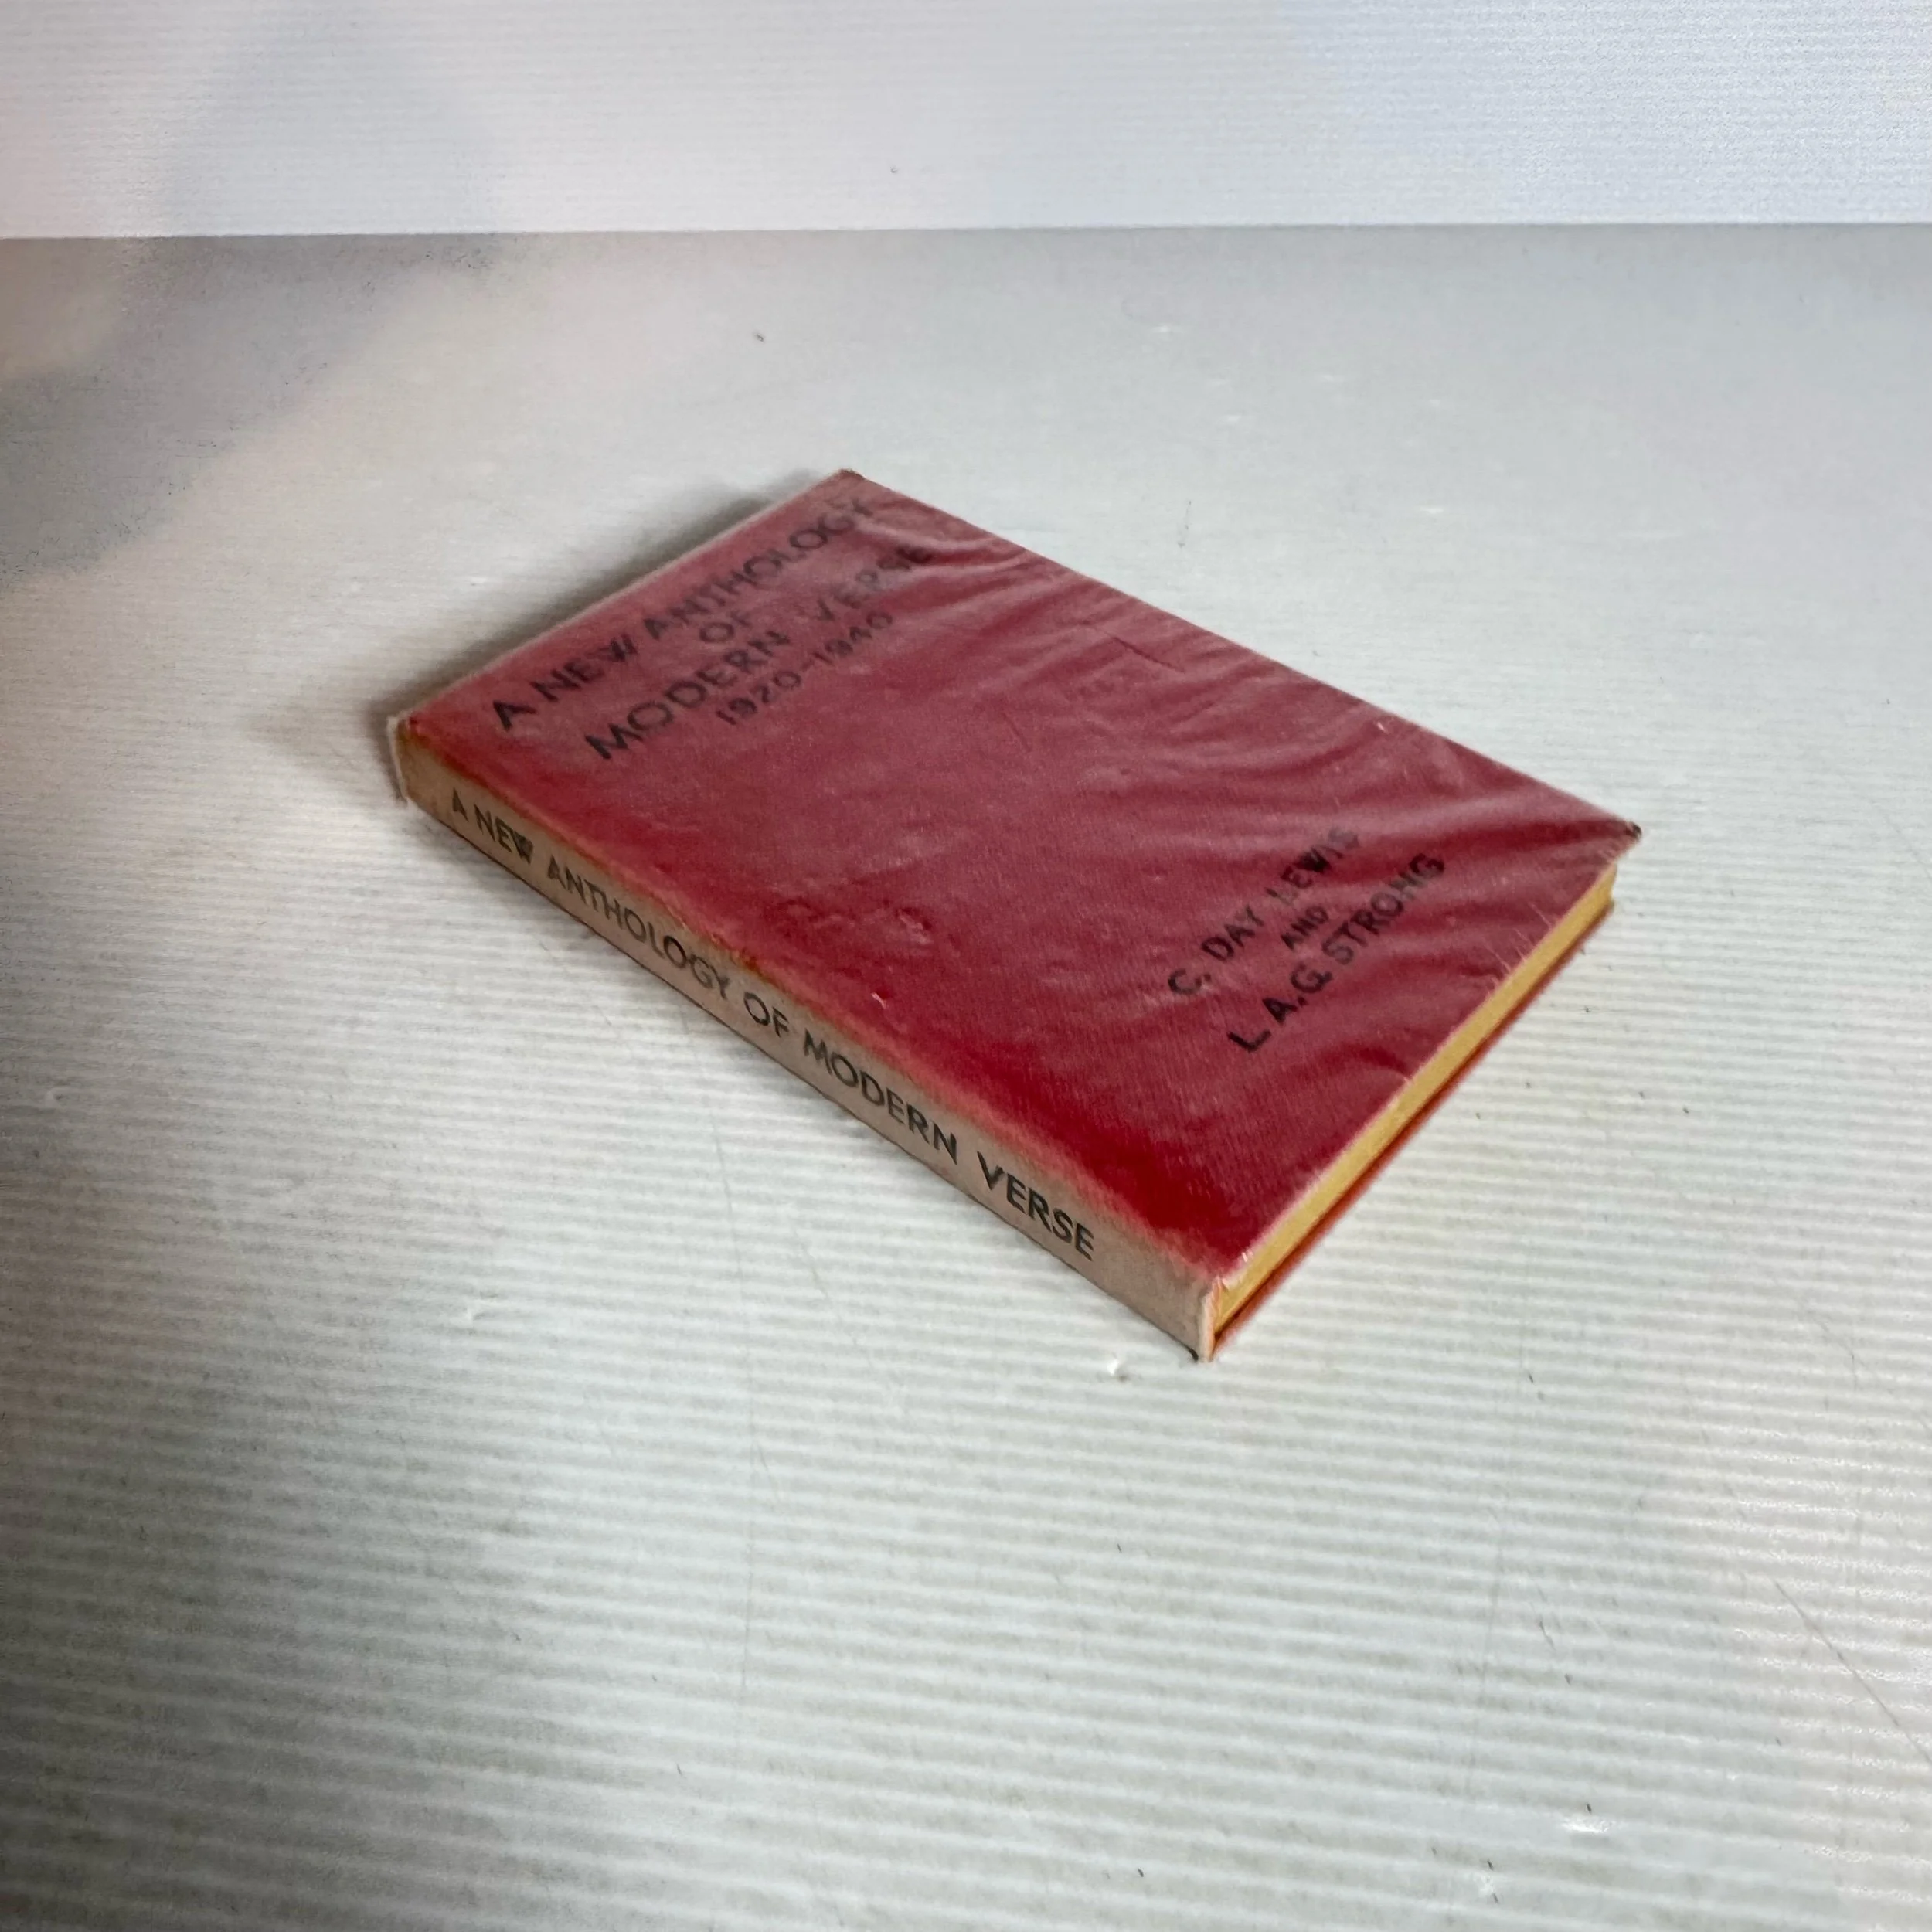 A NEW ANTHOLOGY
OF
MODERN VERSE
1920-1940
C. DAY LEWIS
AND
L. A. G. STRONG
A NEW ANTHOLOGY OF MODERN VERSE